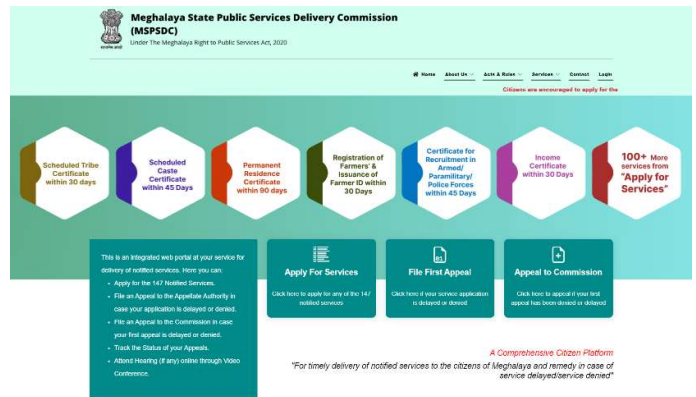 Meghalaya State Public Services Delivery Commission
(MSPSDC)
Under The Meghalaya Right to Public Services Act, 2020
Home About Us Acts & Rules Services Contact Login
Citizens are encouraged to apply for the
Scheduled Tribe
Certificate
within 30 days
Scheduled
Caste
Certificate
within 45 Days
Permanent
Residence
Certificate
within 90 days
Registration of
Farmers' &
Issuance of
Farmer ID within
30 Days
Certificate for
Recruitment in
Armed/
Paramilitary/
Police Forces
within 45 Days
Income
Certificate
within 30 Days
100+ More
services from
"Apply for
Services"
This is an integrated web portal at your service for
delivery of notified services. Here you can:
• Apply for the 147 Notified Services.
• File an Appeal to the Appellate Authority in
case your application is delayed or denied.
• File an Appeal to the Commission in case
your first appeal is delayed or denied.
• Track the Status of your Appeals.
• Attend Hearing (if any) online through Video
Conference.
Apply For Services
Click here to apply for any of the 147
notified services
01
File First Appeal
Click here if your service application
is delayed or denied
Appeal to Commission
Click here to appeal if your first
appeal has been denied or delayed
A Comprehensive Citizen Platform
"For timely delivery of notified services to the citizens of Meghalaya and remedy in case of
service delayed/service denied"